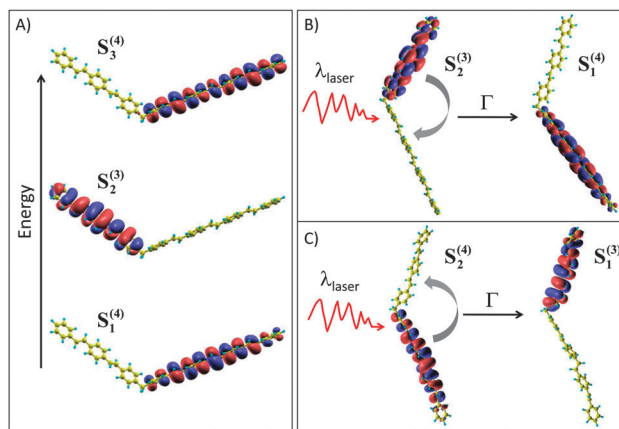 A)
S₃⁽⁴⁾
Energy
S₂⁽³⁾
S₁⁽⁴⁾
B)
S₂⁽³⁾
S₁⁽⁴⁾
λlaser
Γ
C)
S₂⁽⁴⁾
S₁⁽³⁾
λlaser
Γ